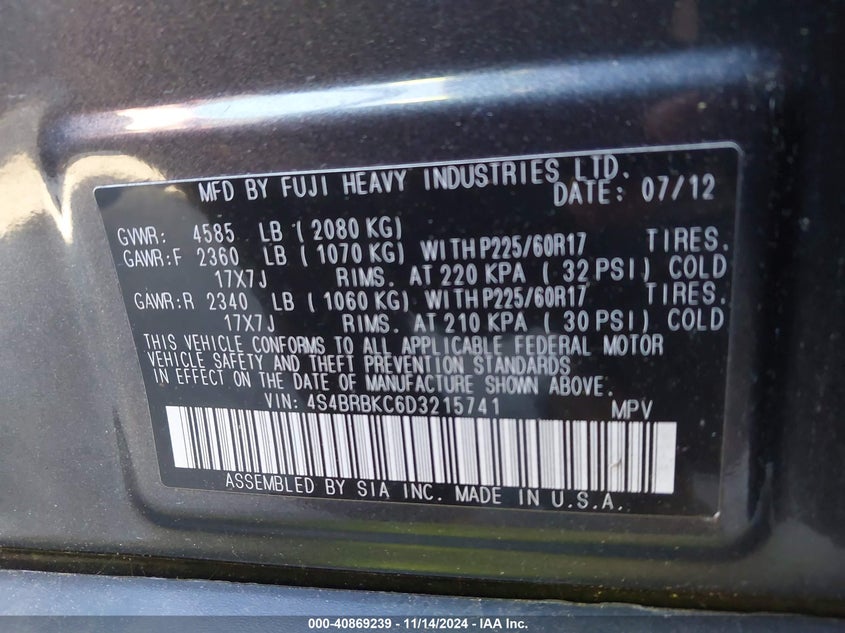 MFD BY FUJI HEAVY INDUSTRIES LTD.
DATE: 07/12
GVWR: 4585 LB (2080 KG)
GAWR:F 2360 LB (1070 KG) WITH P225/60R17 TIRES.
17X7J RIMS. AT 220 KPA (32 PSI) COLD
GAWR:R 2340 LB (1060 KG) WITH P225/60R17 TIRES.
17X7J RIMS. AT 210 KPA (30 PSI) COLD
THIS VEHICLE CONFORMS TO ALL APPLICABLE FEDERAL MOTOR
VEHICLE SAFETY AND THEFT PREVENTION STANDARDS
IN EFFECT ON THE DATE OF MANUFACTURE SHOWN ABOVE.
VIN: 4S4BRBKC6D3215741 MPV
ASSEMBLED BY SIA INC. MADE IN U.S.A.
000-40869239 - 11/14/2024 - IAA Inc.